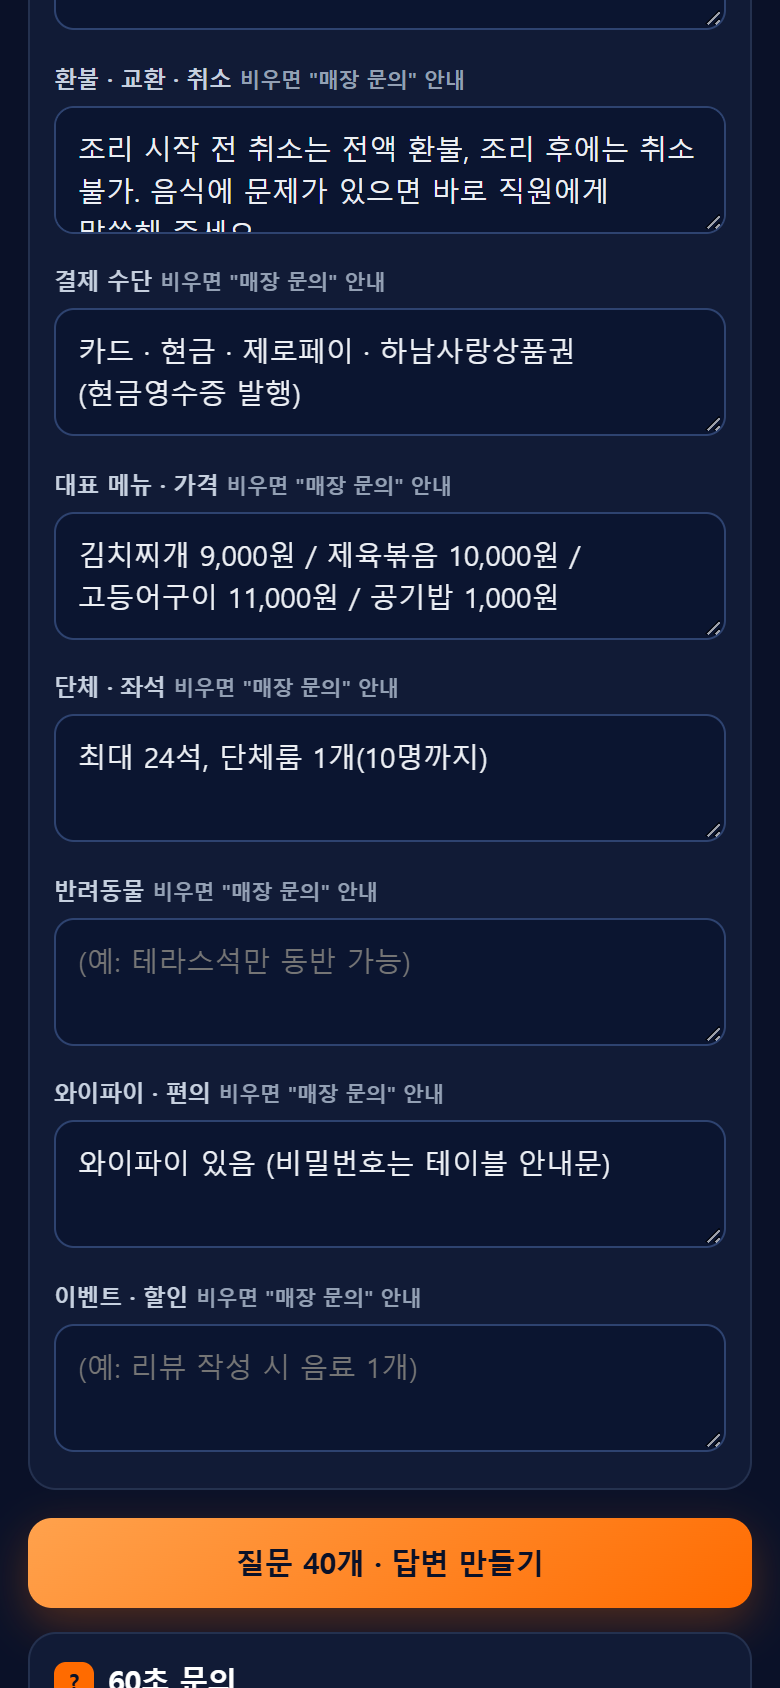 환불 · 교환 · 취소 비우면 "매장 문의" 안내
조리 시작 전 취소는 전액 환불, 조리 후에는 취소
불가. 음식에 문제가 있으면 바로 직원에게
말씀해 주세요
결제 수단 비우면 "매장 문의" 안내
카드 · 현금 · 제로페이 · 하남사랑상품권
(현금영수증 발행)
대표 메뉴 · 가격 비우면 "매장 문의" 안내
김치찌개 9,000원 / 제육볶음 10,000원 /
고등어구이 11,000원 / 공기밥 1,000원
단체 · 좌석 비우면 "매장 문의" 안내
최대 24석, 단체룸 1개(10명까지)
반려동물 비우면 "매장 문의" 안내
(예: 테라스석만 동반 가능)
와이파이 · 편의 비우면 "매장 문의" 안내
와이파이 있음 (비밀번호는 테이블 안내문)
이벤트 · 할인 비우면 "매장 문의" 안내
(예: 리뷰 작성 시 음료 1개)
질문 40개 · 답변 만들기
? 60초 문의